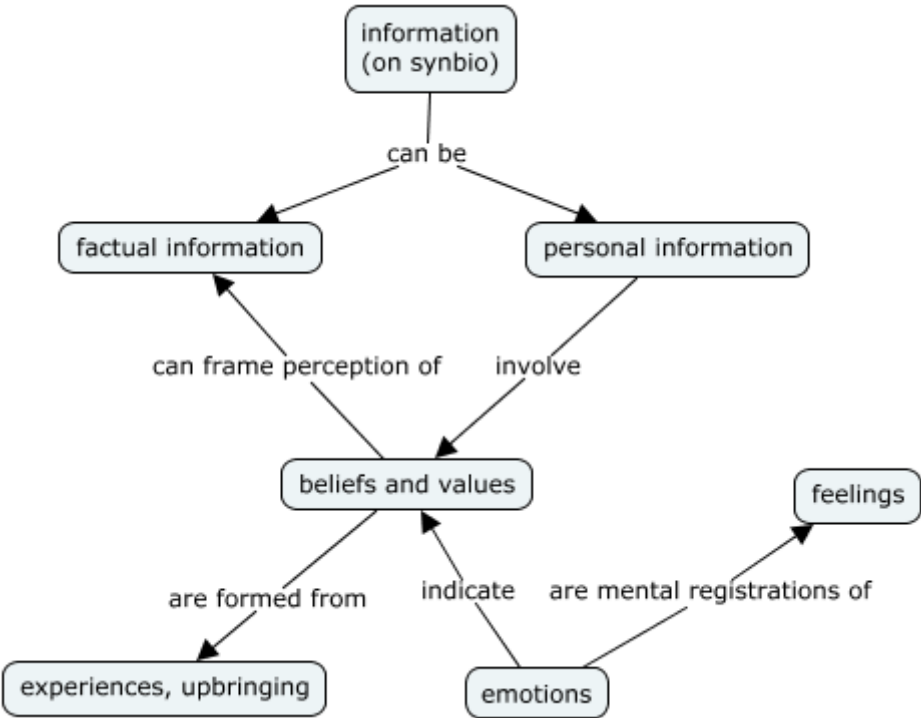 information
(on synbio)
can be
factual information
personal information
can frame perception of
involve
beliefs and values
feelings
are formed from
indicate
are mental registrations of
experiences, upbringing
emotions